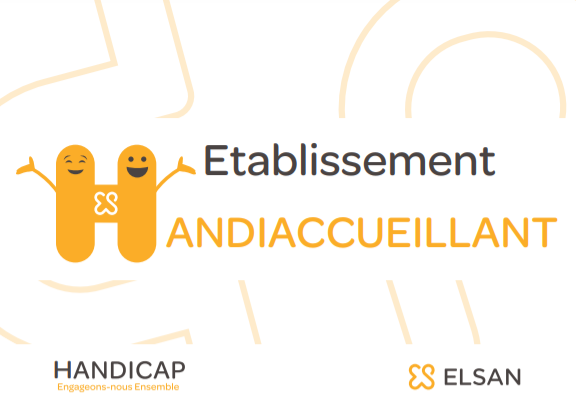 Etablissement
HANDIACCUEILLANT
HANDICAP
Engageons-nous Ensemble
ELSAN